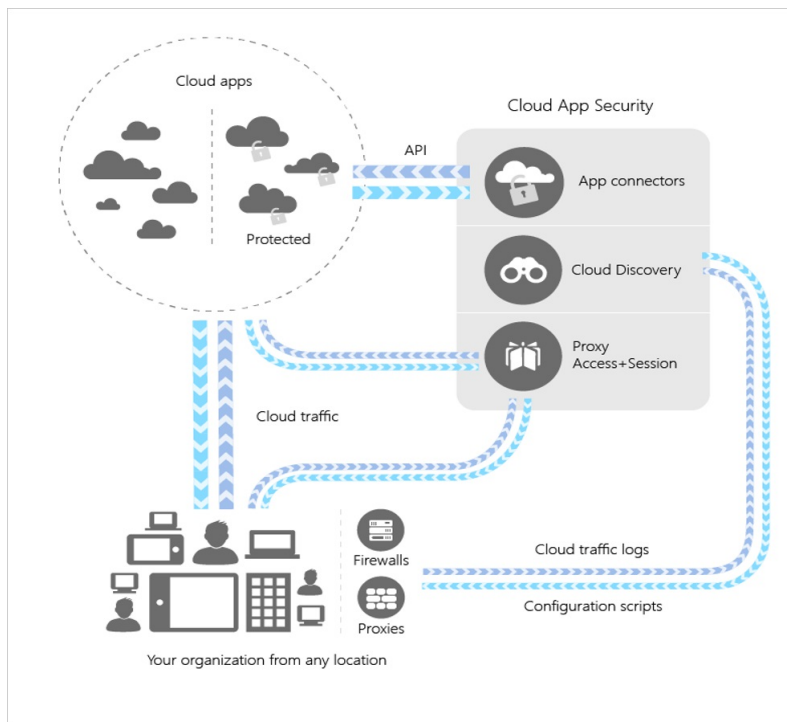 Cloud apps
Protected
API
Cloud App Security
App connectors
Cloud Discovery
Proxy
Access+Session
Cloud traffic
Firewalls
Proxies
Cloud traffic logs
Configuration scripts
Your organization from any location